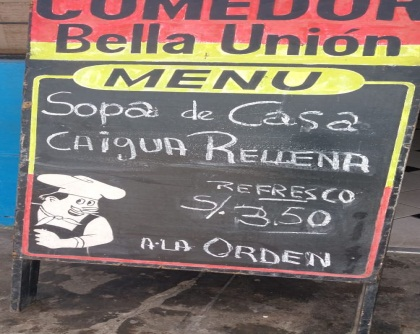 COMEDOR
Bella Unión
MENU
Sopa de Casa
CAIGUA RELLENA
REFRESCO
S/. 3.50
A LA ORDEN